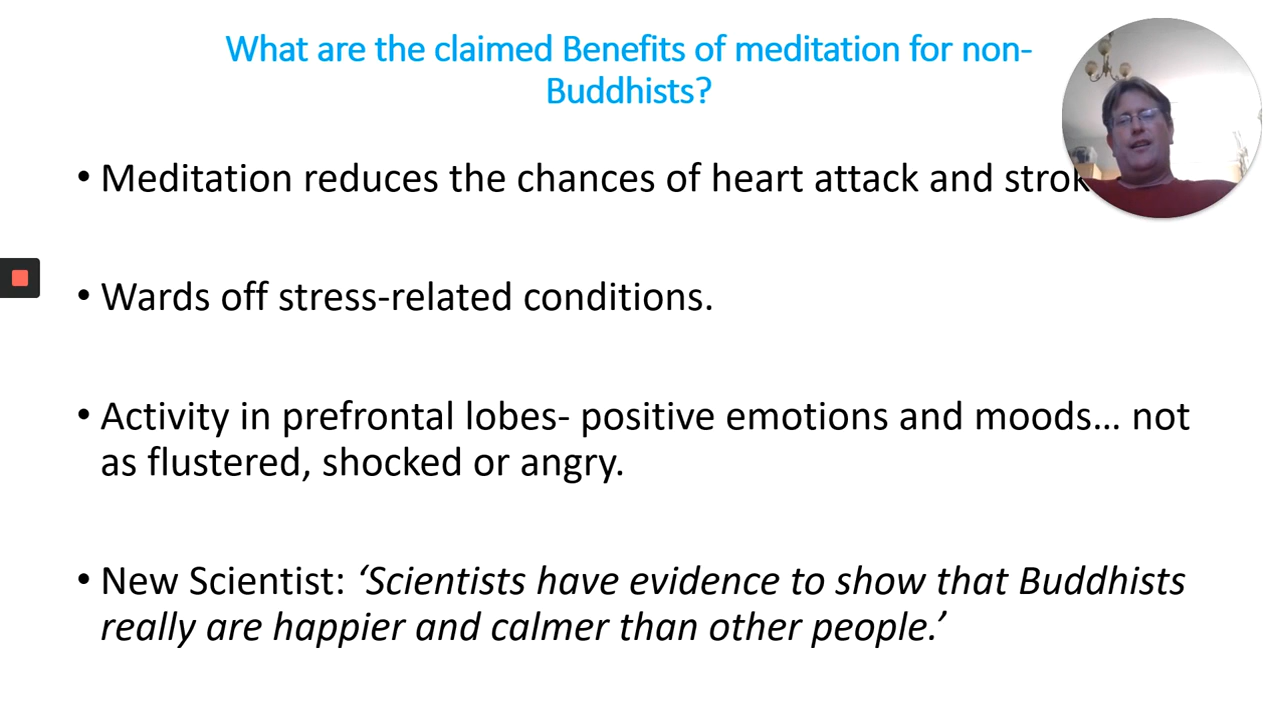 What are the claimed Benefits of meditation for non-
Buddhists?
• Meditation reduces the chances of heart attack and strok
• Wards off stress-related conditions.
• Activity in prefrontal lobes- positive emotions and moods... not
as flustered, shocked or angry.
• New Scientist: ‘Scientists have evidence to show that Buddhists
really are happier and calmer than other people.’